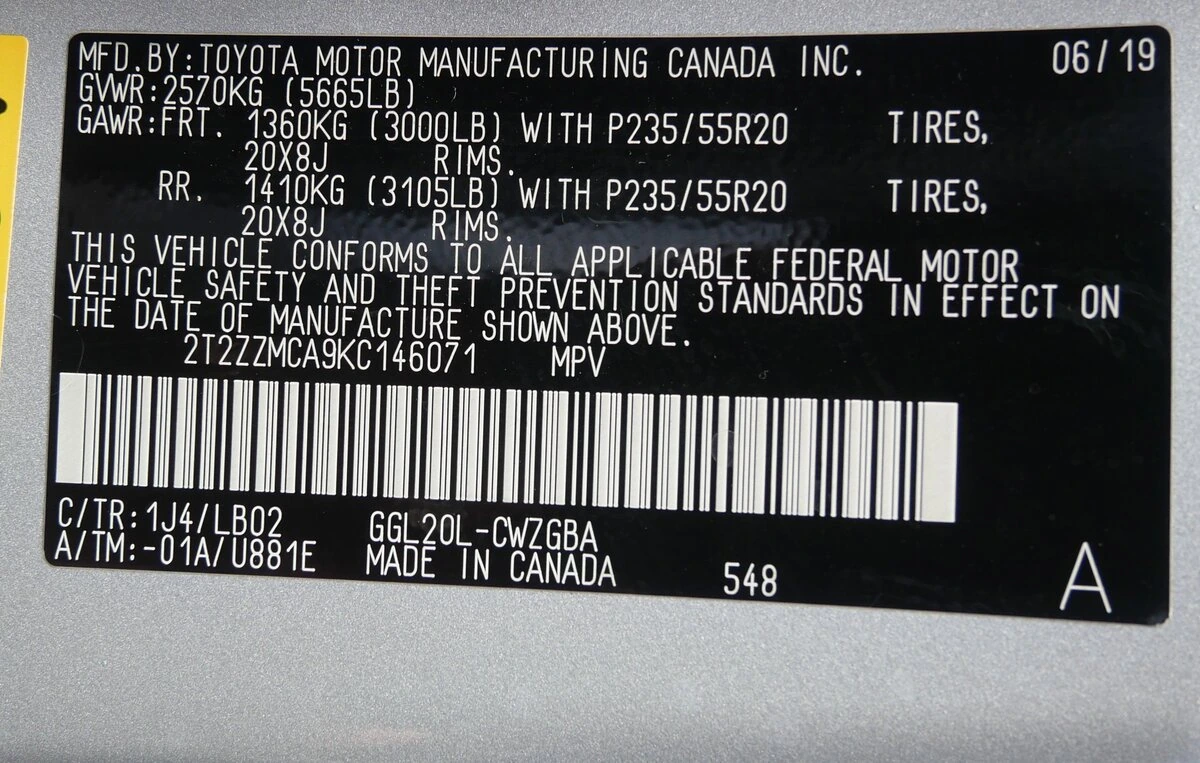 MFD.BY:TOYOTA MOTOR MANUFACTURING CANADA INC. 06/19
GVWR:2570KG (5665LB)
GAWR:FRT. 1360KG (3000LB) WITH P235/55R20 TIRES,
20X8J RIMS.
RR. 1410KG (3105LB) WITH P235/55R20 TIRES,
20X8J RIMS.
THIS VEHICLE CONFORMS TO ALL APPLICABLE FEDERAL MOTOR
VEHICLE SAFETY AND THEFT PREVENTION STANDARDS IN EFFECT ON
THE DATE OF MANUFACTURE SHOWN ABOVE.
2T2ZZMCA9KC146071 MPV
C/TR:1J4/LB02 GGL20L-CWZGBA
A/TM:-01A/U881E MADE IN CANADA 548 A